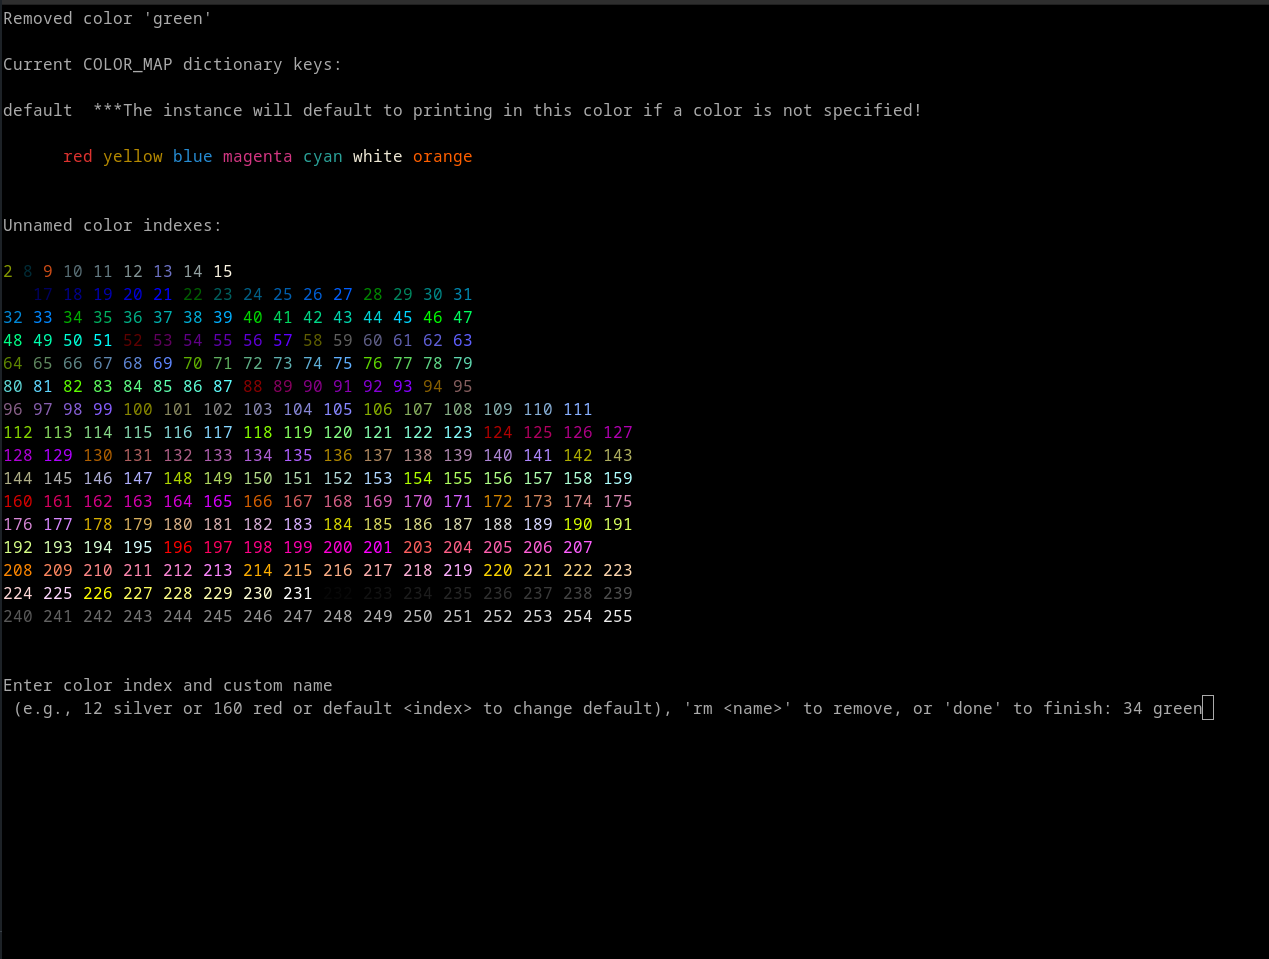 Removed color 'green'
Current COLOR_MAP dictionary keys:
default  ***The instance will default to printing in this color if a color is not specified!
red yellow blue magenta cyan white orange
Unnamed color indexes:
2 8 9 10 11 12 13 14 15
17 18 19 20 21 22 23 24 25 26 27 28 29 30 31
32 33 34 35 36 37 38 39 40 41 42 43 44 45 46 47
48 49 50 51 52 53 54 55 56 57 58 59 60 61 62 63
64 65 66 67 68 69 70 71 72 73 74 75 76 77 78 79
80 81 82 83 84 85 86 87 88 89 90 91 92 93 94 95
96 97 98 99 100 101 102 103 104 105 106 107 108 109 110 111
112 113 114 115 116 117 118 119 120 121 122 123 124 125 126 127
128 129 130 131 132 133 134 135 136 137 138 139 140 141 142 143
144 145 146 147 148 149 150 151 152 153 154 155 156 157 158 159
160 161 162 163 164 165 166 167 168 169 170 171 172 173 174 175
176 177 178 179 180 181 182 183 184 185 186 187 188 189 190 191
192 193 194 195 196 197 198 199 200 201 203 204 205 206 207
208 209 210 211 212 213 214 215 216 217 218 219 220 221 222 223
224 225 226 227 228 229 230 231 232 233 234 235 236 237 238 239
240 241 242 243 244 245 246 247 248 249 250 251 252 253 254 255
Enter color index and custom name
(e.g., 12 silver or 160 red or default <index> to change default), 'rm <name>' to remove, or 'done' to finish: 34 green